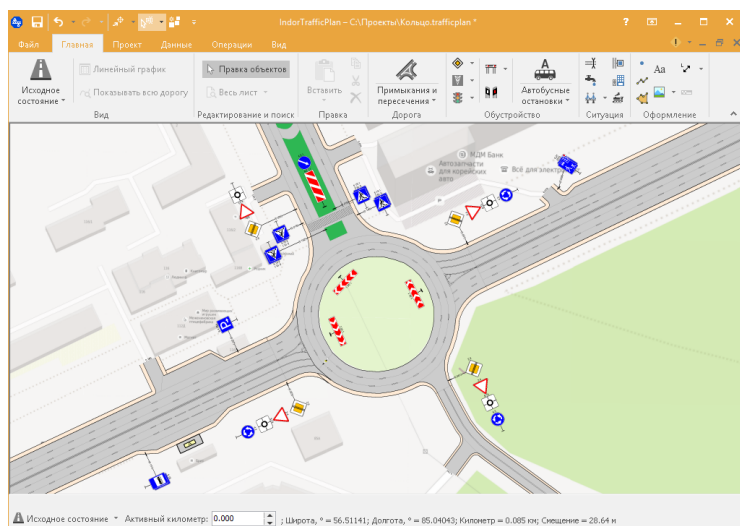 IndorTrafficPlan – C:\Проекты\Кольцо.trafficplan *
Файл Главная Проект Данные Операции Вид
Исходное состояние
Линейный график
Показывать всю дорогу
Вид
Правка объектов
Весь лист
Редактирование и поиск
Вставить
Правка
Примыкания и пересечения
Дорога
Автобусные остановки
Обустройство
Ситуация
Aa
Оформление
МДМ Банк
Автозапчасти
для корейских
авто
Всё для электри
P
Исходное состояние Активный километр: 0.000 ; Широта, ° = 56.51141; Долгота, ° = 85.04043; Километр = 0.085 км; Смещение = 28.64 м